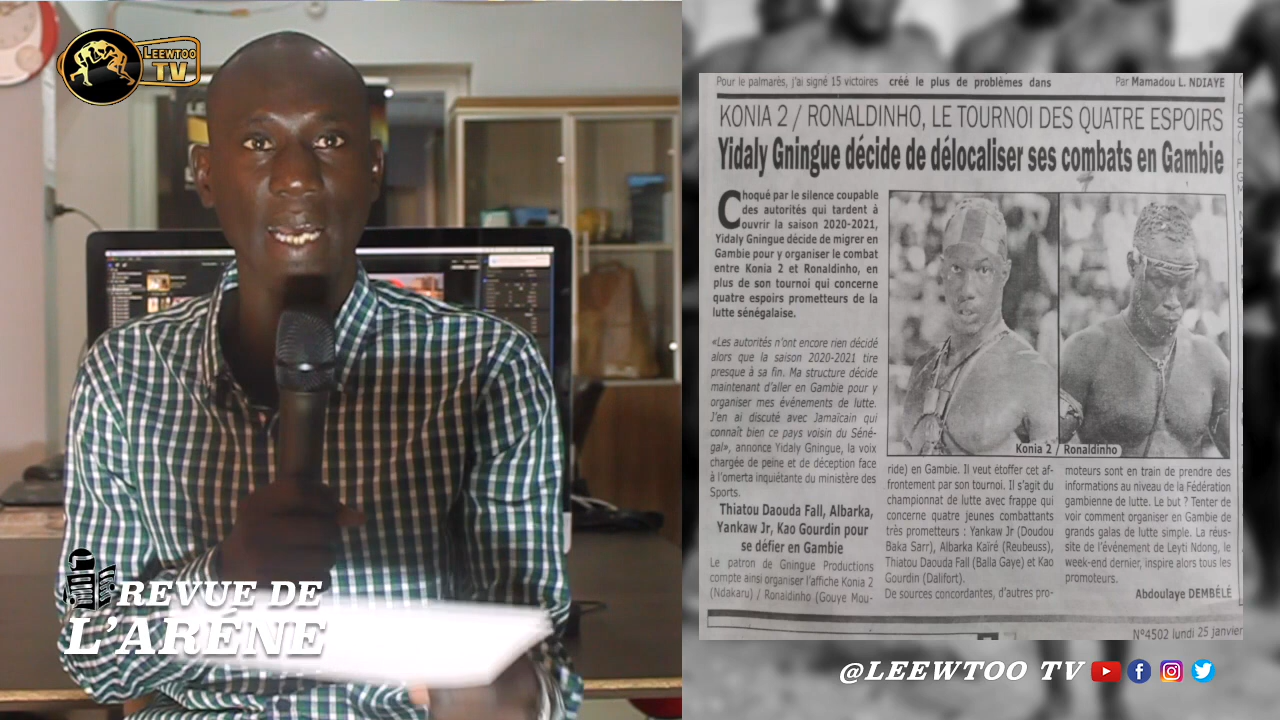 LEEWTOO
TV
REVUE DE
L'ARÉNE
Pour le palmarès, j'ai signé 15 victoires
créé le plus de problèmes dans
Par Mamadou L. NDIAYE
KONIA 2 / RONALDINHO, LE TOURNOI DES QUATRE ESPOIRS
Yidaly Gningue décide de délocaliser ses combats en Gambie
Choqué par le silence coupable
des autorités qui tardent à
ouvrir la saison 2020-2021,
Yidaly Gningue décide de migrer en
Gambie pour y organiser le combat
entre Konia 2 et Ronaldinho, en
plus de son tournoi qui concerne
quatre espoirs prometteurs de la
lutte sénégalaise.
«Les autorités n'ont encore rien décidé
alors que la saison 2020-2021 tire
presque à sa fin. Ma structure décide
maintenant d'aller en Gambie pour y
organiser mes événements de lutte.
J'en ai discuté avec Jamaïcain qui
connaît bien ce pays voisin du Séné-
gal», annonce Yidaly Gningue, la voix
chargée de peine et de déception face
à l'omerta inquiétante du ministère des
Sports.
Thiatou Daouda Fall, Albarka,
Yankaw Jr, Kao Gourdin pour
se défier en Gambie
Le patron de Gningue Productions
compte ainsi organiser l'affiche Konia 2
(Ndakaru) / Ronaldinho (Gouye Mou-
Konia 2 / Ronaldinho
ride) en Gambie. Il veut étoffer cet af-
frontement par son tournoi. Il s'agit du
championnat de lutte avec frappe qui
concerne quatre jeunes combattants
très prometteurs : Yankaw Jr (Doudou
Baka Sarr), Albarka Kairé (Reubeuss),
Thiatou Daouda Fall (Balla Gaye) et Kao
Gourdin (Dalifort).
De sources concordantes, d'autres pro-
moteurs sont en train de prendre des
informations au niveau de la Fédération
gambienne de lutte. Le but ? Tenter de
voir comment organiser en Gambie de
grands galas de lutte simple. La réus-
site de l'événement de Leyti Ndong, le
week-end dernier, inspire alors tous les
promoteurs.
Abdoulaye DEMBÉLÉ
N°4502 lundi 25 janvier
@LEEWTOO TV